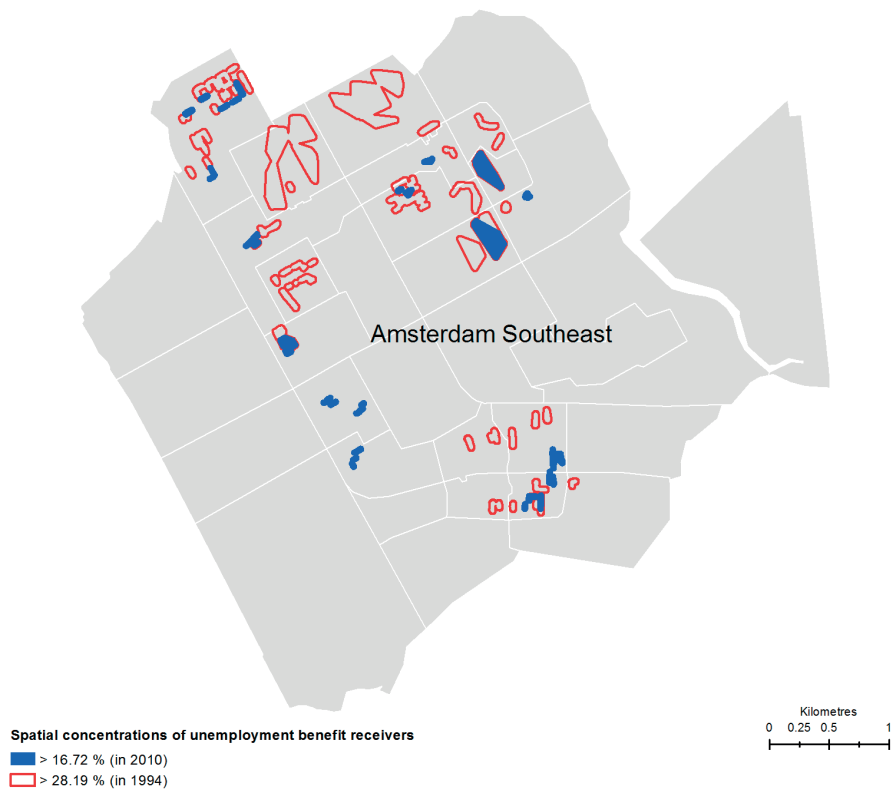 Amsterdam Southeast
Kilometres
0 0.25 0.5 1
Spatial concentrations of unemployment benefit receivers
> 16.72 % (in 2010)
> 28.19 % (in 1994)